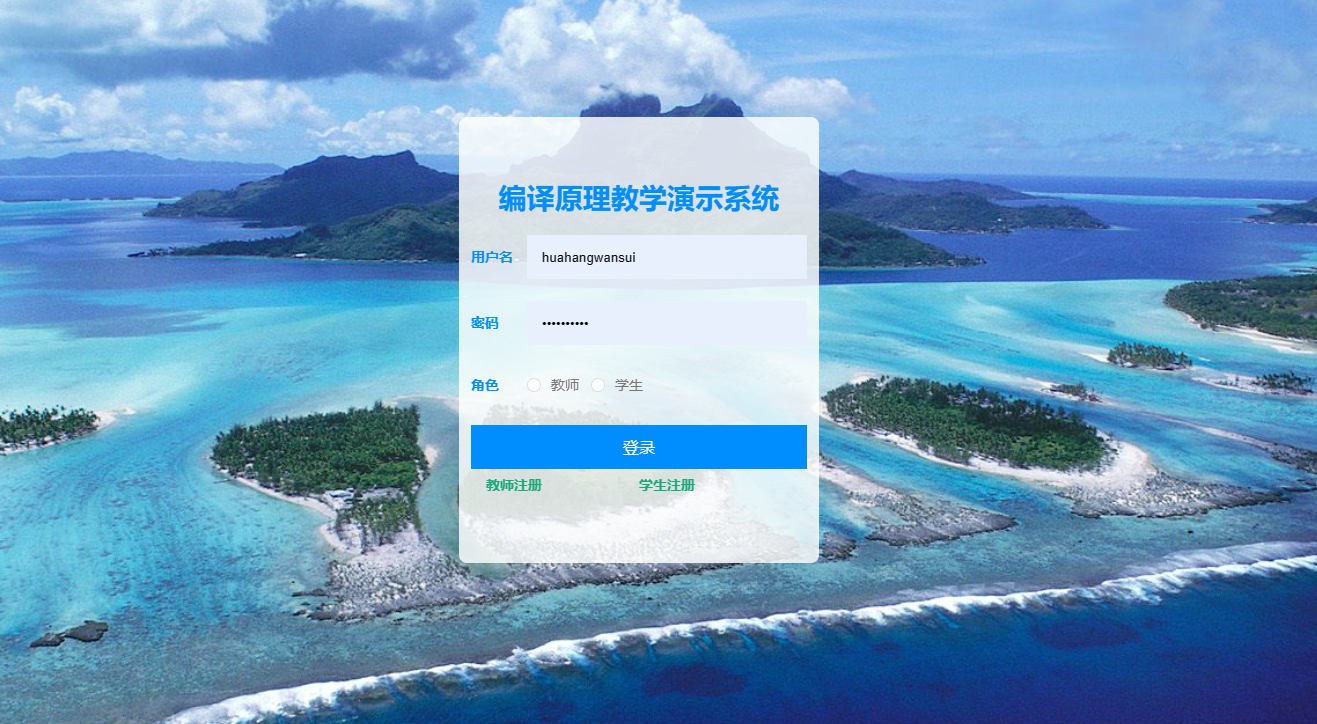 编译原理教学演示系统
用户名 huahangwansui
密码 ••••••••••
角色 教师 学生
登录
教师注册 学生注册